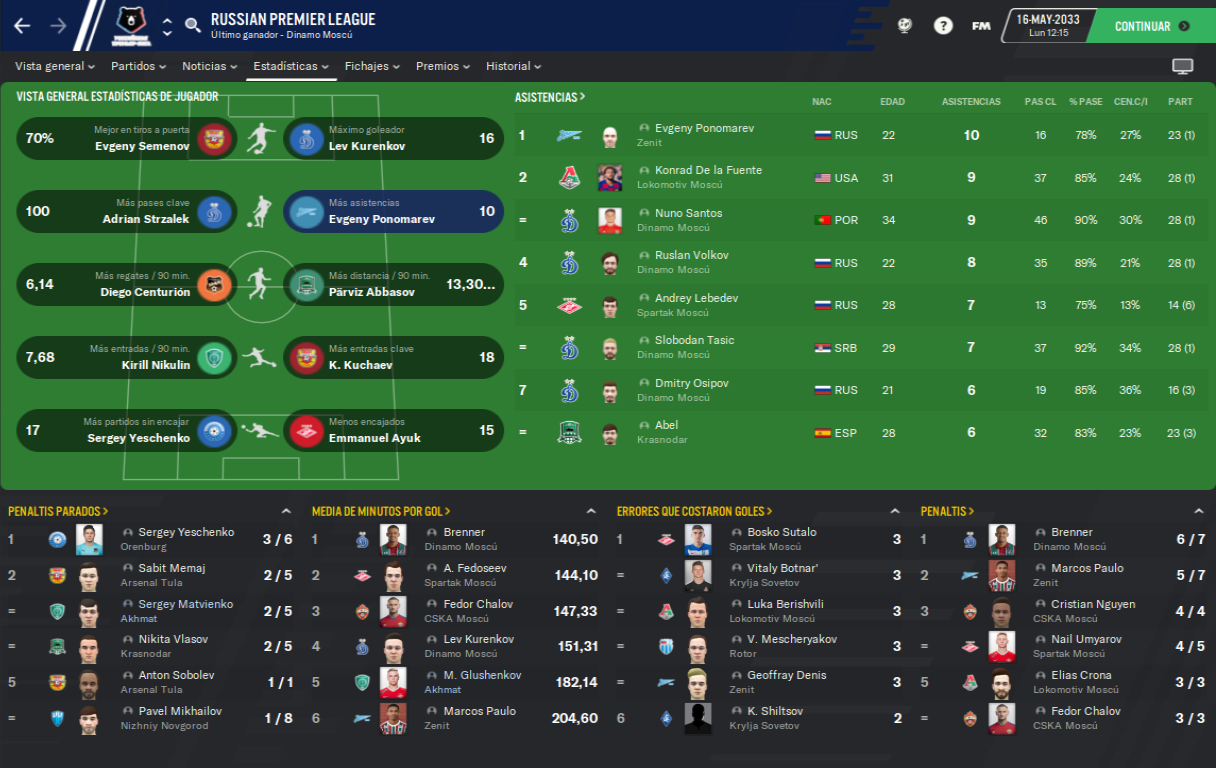 RUSSIAN PREMIER LEAGUE
Último ganador - Dinamo Moscú
?
FM
16-MAY-2033
Lun 12:15
CONTINUAR
Vista general Partidos Noticias Estadísticas Fichajes Premios Historial
VISTA GENERAL ESTADÍSTICAS DE JUGADOR
70% Mejor en tiros a puerta
Evgeny Semenov
Máximo goleador 16
Lev Kurenkov
100 Más pases clave
Adrian Strzalek
Más asistencias 10
Evgeny Ponomarev
6,14 Más regates / 90 min.
Diego Centurión
Más distancia / 90 min. 13,30...
Pärviz Abbasov
7,68 Más entradas / 90 min.
Kirill Nikulin
Más entradas clave 18
K. Kuchaev
17 Más partidos sin encajar
Sergey Yeschenko
Menos encajados 15
Emmanuel Ayuk
ASISTENCIAS > NAC EDAD ASISTENCIAS PAS CL % PASE CEN.C/I PART
1 Evgeny Ponomarev RUS 22 10 16 78% 27% 23 (1)
Zenit
2 Konrad De la Fuente USA 31 9 37 85% 24% 28 (1)
Lokomotiv Moscú
= Nuno Santos POR 34 9 46 90% 30% 28 (1)
Dinamo Moscú
4 Ruslan Volkov RUS 22 8 35 89% 21% 28 (1)
Dinamo Moscú
5 Andrey Lebedev RUS 28 7 13 75% 13% 14 (6)
Spartak Moscú
= Slobodan Tasic SRB 29 7 37 92% 34% 28 (1)
Dinamo Moscú
7 Dmitry Osipov RUS 21 6 19 85% 36% 16 (3)
Dinamo Moscú
= Abel ESP 28 6 32 83% 23% 23 (3)
Krasnodar
PENALTIS PARADOS >
1 Sergey Yeschenko 3 / 6
Orenburg
2 Sabit Memaj 2 / 5
Arsenal Tula
= Sergey Matvienko 2 / 5
Akhmat
= Nikita Vlasov 2 / 5
Krasnodar
5 Anton Sobolev 1 / 1
Arsenal Tula
= Pavel Mikhailov 1 / 8
Nizhniy Novgorod
MEDIA DE MINUTOS POR GOL >
1 Brenner 140,50
Dinamo Moscú
2 A. Fedoseev 144,10
Spartak Moscú
3 Fedor Chalov 147,33
CSKA Moscú
4 Lev Kurenkov 151,31
Dinamo Moscú
5 M. Glushenkov 182,14
Akhmat
6 Marcos Paulo 204,60
Zenit
ERRORES QUE COSTARON GOLES >
1 Bosko Sutalo 3
Spartak Moscú
= Vitaly Botnar' 3
Krylja Sovetov
= Luka Berishvili 3
Lokomotiv Moscú
= V. Mescheryakov 3
Rotor
= Geoffray Denis 3
Zenit
6 K. Shiltsov 2
Krylja Sovetov
PENALTIS >
1 Brenner 6 / 7
Dinamo Moscú
2 Marcos Paulo 5 / 7
Zenit
3 Cristian Nguyen 4 / 4
CSKA Moscú
= Nail Umyarov 4 / 5
Spartak Moscú
5 Elias Crona 3 / 3
Lokomotiv Moscú
= Fedor Chalov 3 / 3
CSKA Moscú